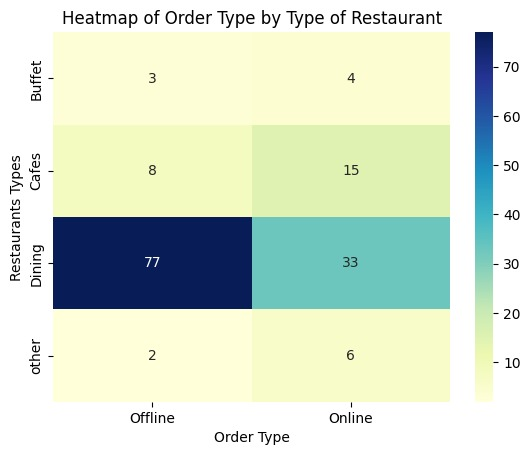 Heatmap of Order Type by Type of Restaurant
Restaurants Types
Buffet
3
4
Cafes
8
15
Dining
77
33
other
2
6
Offline
Online
Order Type
70
60
50
40
30
20
10